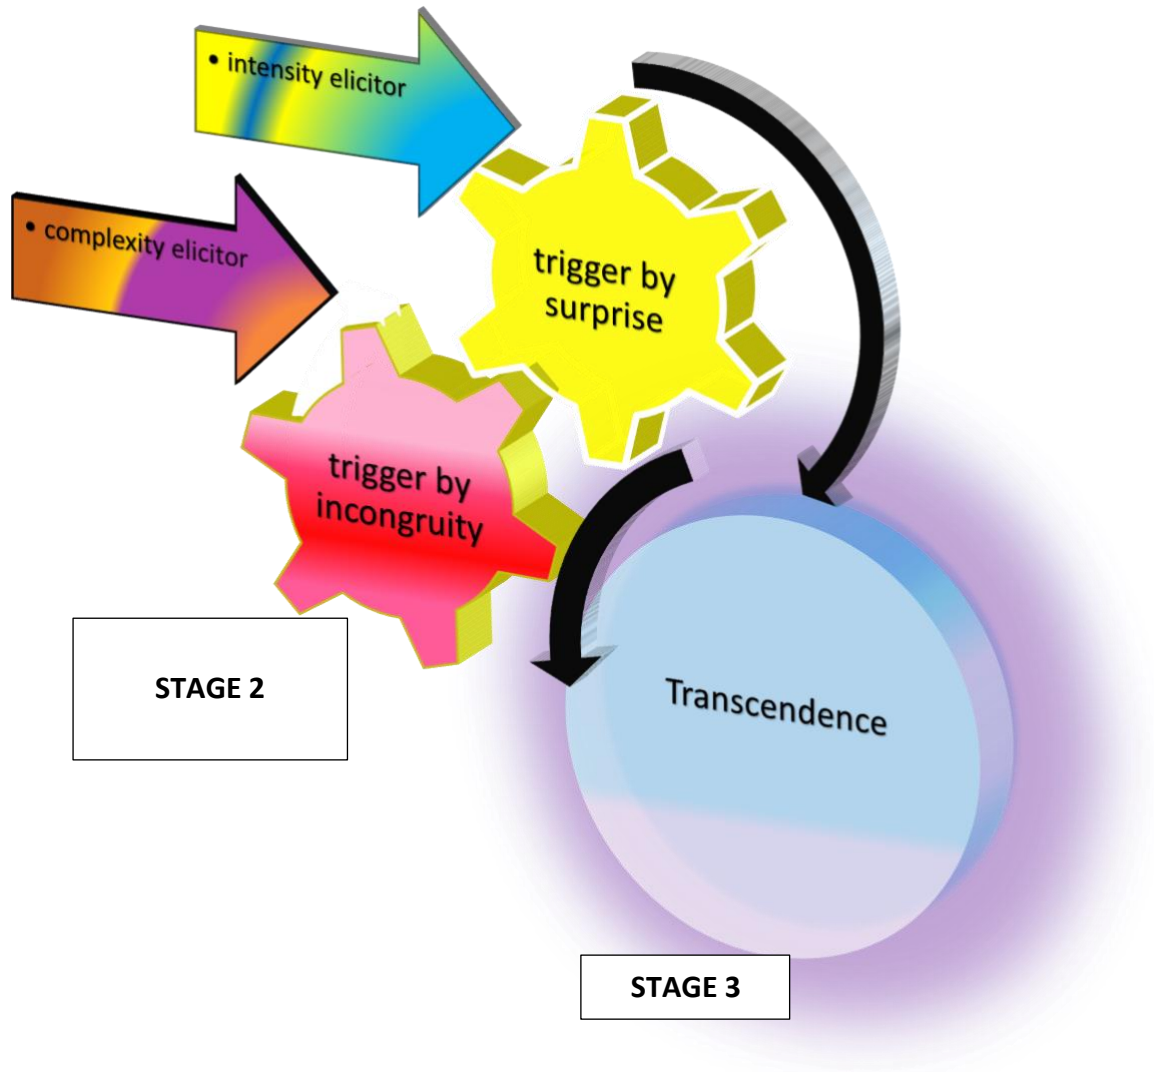 • intensity elicitor
• complexity elicitor
trigger by
surprise
trigger by
incongruity
STAGE 2
Transcendence
STAGE 3